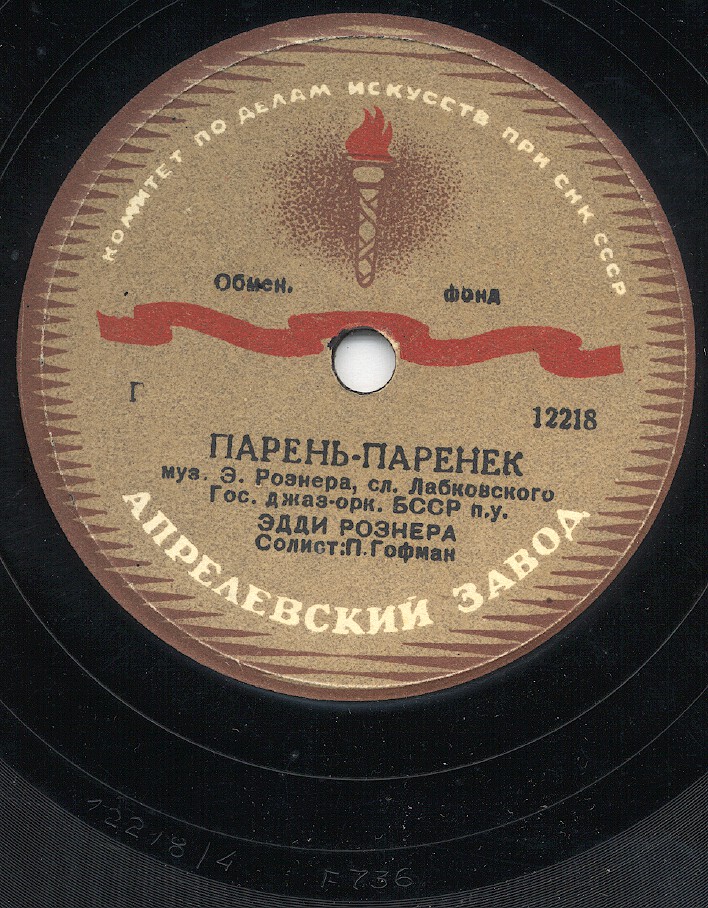 КОМИТЕТ ПО ДЕЛАМ ИСКУССТВ ПРИ СНК СССР
Обмен. фонд
Г 12218
ПАРЕНЬ-ПАРЕНЕК
муз. Э. Рознера, сл. Лабковского
Гос. джаз-орк. БССР п.у.
ЭДДИ РОЗНЕРА
Солист:П.Гофман
АПРЕЛЕВСКИЙ ЗАВОД
12218/4 Г736